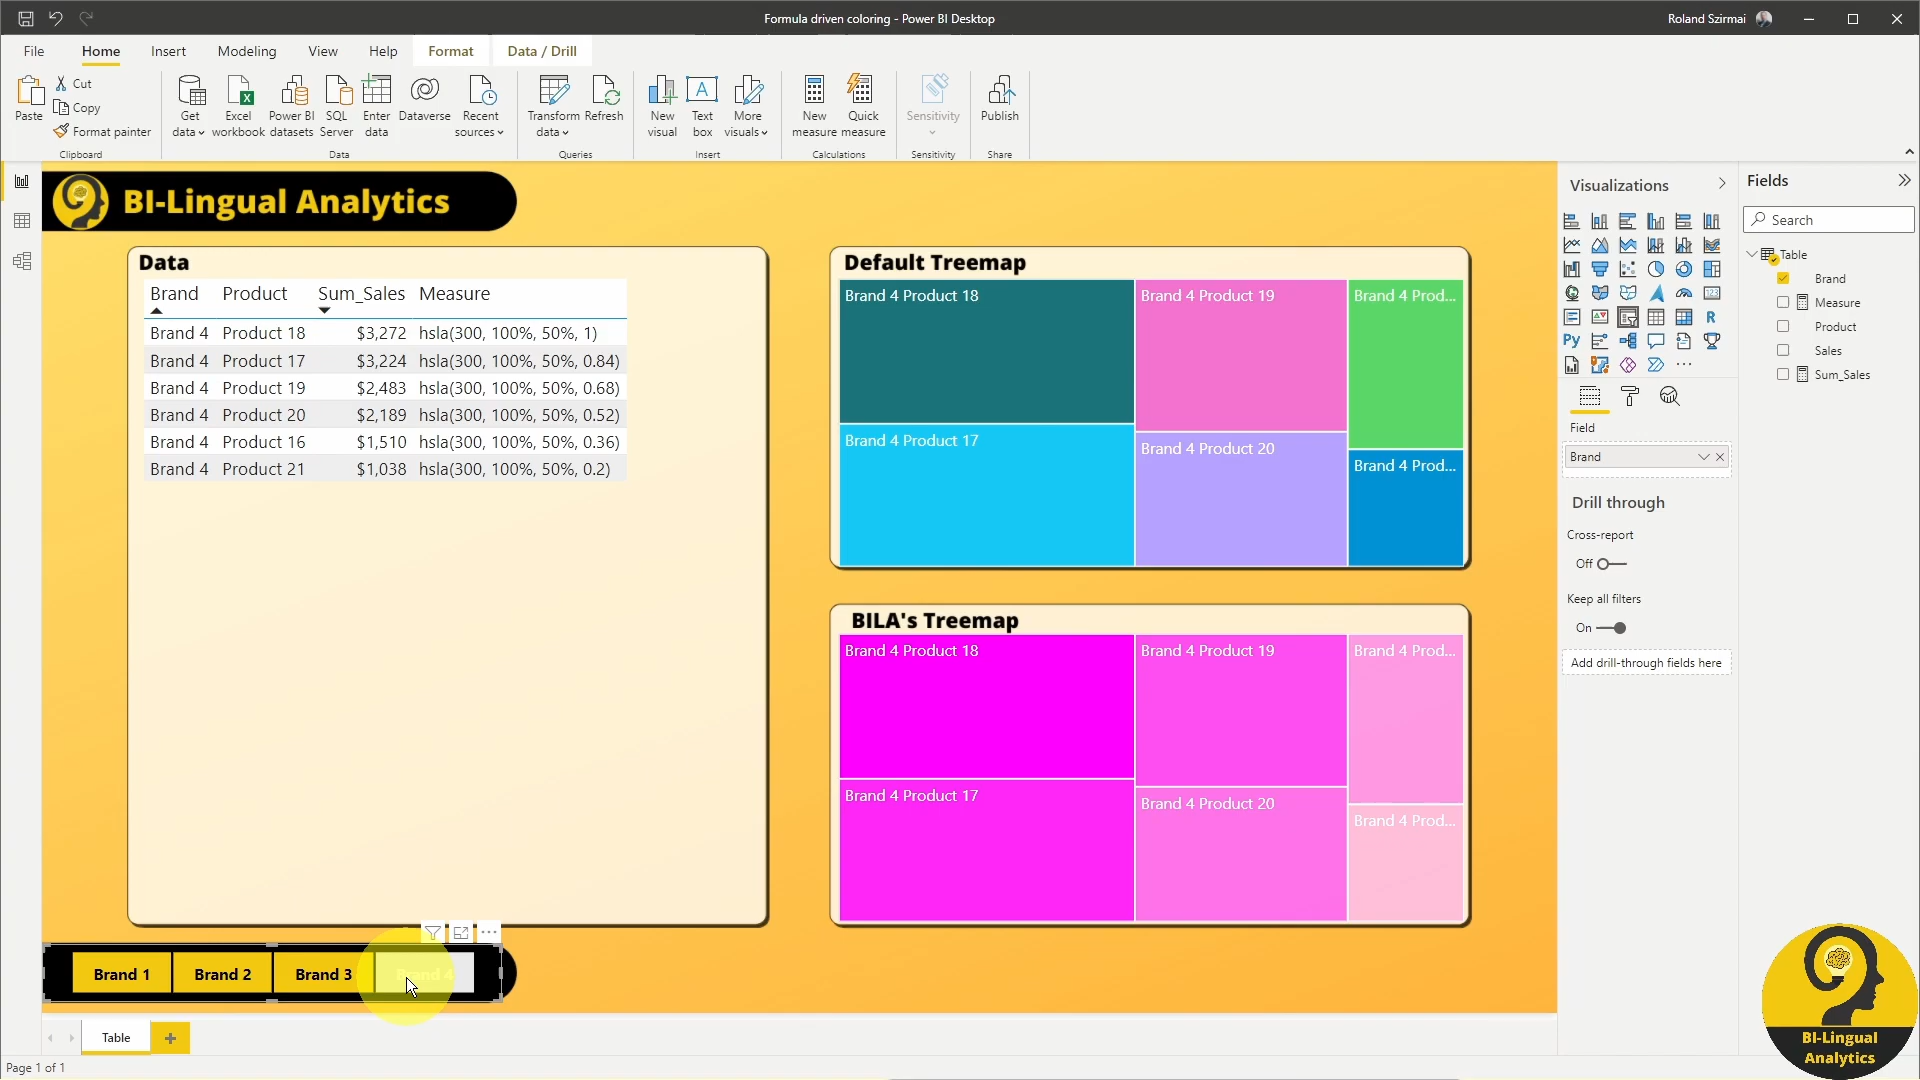 Formula driven coloring - Power BI Desktop
Roland Szirmai
File Home Insert Modeling View Help Format Data / Drill
Paste
Cut
Copy
Format painter
Clipboard
Get data
Excel workbook
Power BI datasets
SQL Server
Enter data
Dataverse
Recent sources
Data
Transform data
Refresh
Queries
New visual
Text box
More visuals
Insert
New measure
Quick measure
Calculations
Sensitivity
Sensitivity
Publish
Share
BI-Lingual Analytics
Data
Brand Product Sum_Sales Measure
Brand 4 Product 18 $3,272 hsla(300, 100%, 50%, 1)
Brand 4 Product 17 $3,224 hsla(300, 100%, 50%, 0.84)
Brand 4 Product 19 $2,483 hsla(300, 100%, 50%, 0.68)
Brand 4 Product 20 $2,189 hsla(300, 100%, 50%, 0.52)
Brand 4 Product 16 $1,510 hsla(300, 100%, 50%, 0.36)
Brand 4 Product 21 $1,038 hsla(300, 100%, 50%, 0.2)
Default Treemap
Brand 4 Product 18
Brand 4 Product 19
Brand 4 Prod...
Brand 4 Product 17
Brand 4 Product 20
Brand 4 Prod...
BILA's Treemap
Brand 4 Product 18
Brand 4 Product 19
Brand 4 Prod...
Brand 4 Product 17
Brand 4 Product 20
Brand 4 Prod...
Brand 1 Brand 2 Brand 3 Brand 4
Table
Page 1 of 1
Visualizations
123
R
Py
Field
Brand
Drill through
Cross-report
Off
Keep all filters
On
Add drill-through fields here
Fields
Search
Table
Brand
Measure
Product
Sales
Sum_Sales
BI-Lingual
Analytics